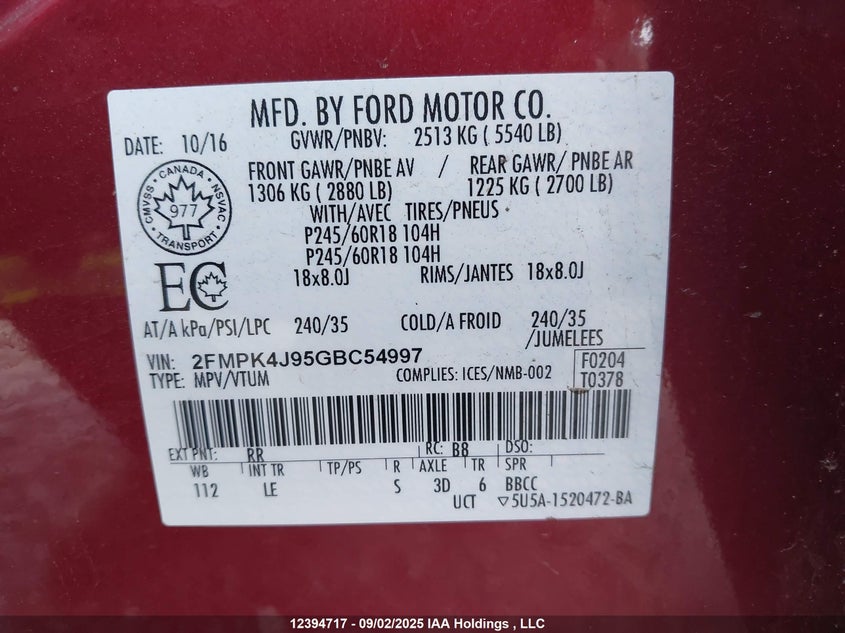 MFD. BY FORD MOTOR CO.
DATE: 10/16 GVWR/PNBV: 2513 KG ( 5540 LB)
FRONT GAWR/PNBE AV / REAR GAWR/ PNBE AR
1306 KG ( 2880 LB) 1225 KG ( 2700 LB)
CMVSS • CANADA • NSVAC • TRANSPORT •
977
WITH/AVEC TIRES/PNEUS
P245/60R18 104H
P245/60R18 104H
18x8.0J RIMS/JANTES 18x8.0J
EC
AT/A kPa/PSI/LPC 240/35 COLD/A FROID 240/35
/JUMELEES
VIN: 2FMPK4J95GBC54997
F0204
TYPE: MPV/VTUM COMPLIES: ICES/NMB-002
T0378
EXT PNT: RR RC: B8 DSO:
WB INT TR TP/PS R AXLE TR SPR
112 LE S 3D 6 BBCC
UCT ▽5U5A-1520472-BA
12394717 - 09/02/2025 IAA Holdings , LLC